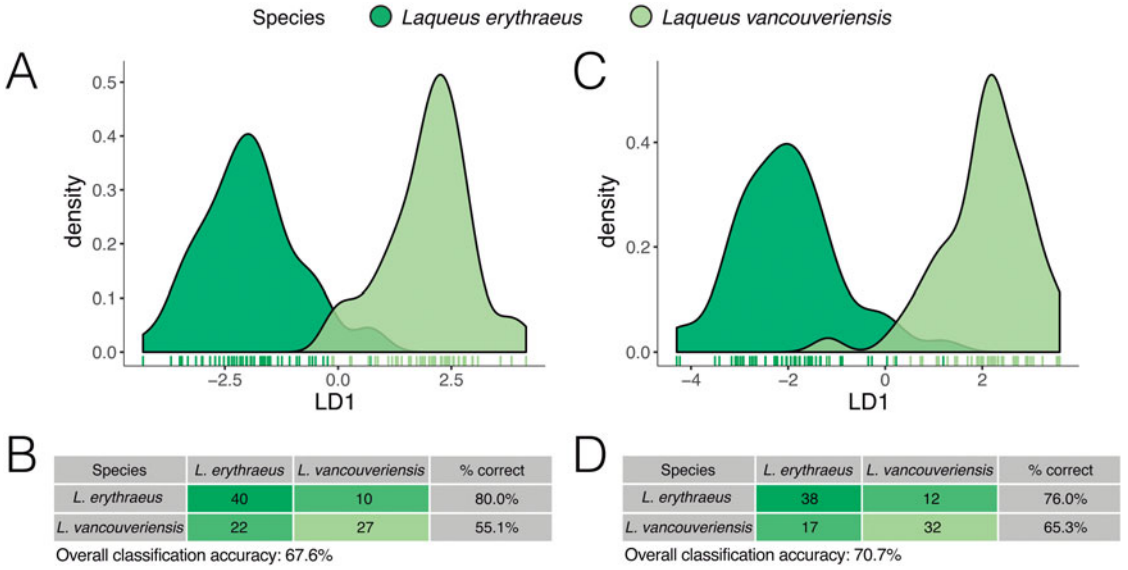 Species Laqueus erythraeus Laqueus vancouveriensis
A
0.5
0.4
0.3
0.2
0.1
0.0
density
−2.5 0.0 2.5
LD1
C
0.4
0.2
0.0
density
−4 −2 0 2
LD1
B
Species L. erythraeus L. vancouveriensis % correct
L. erythraeus 40 10 80.0%
L. vancouveriensis 22 27 55.1%
Overall classification accuracy: 67.6%
D
Species L. erythraeus L. vancouveriensis % correct
L. erythraeus 38 12 76.0%
L. vancouveriensis 17 32 65.3%
Overall classification accuracy: 70.7%